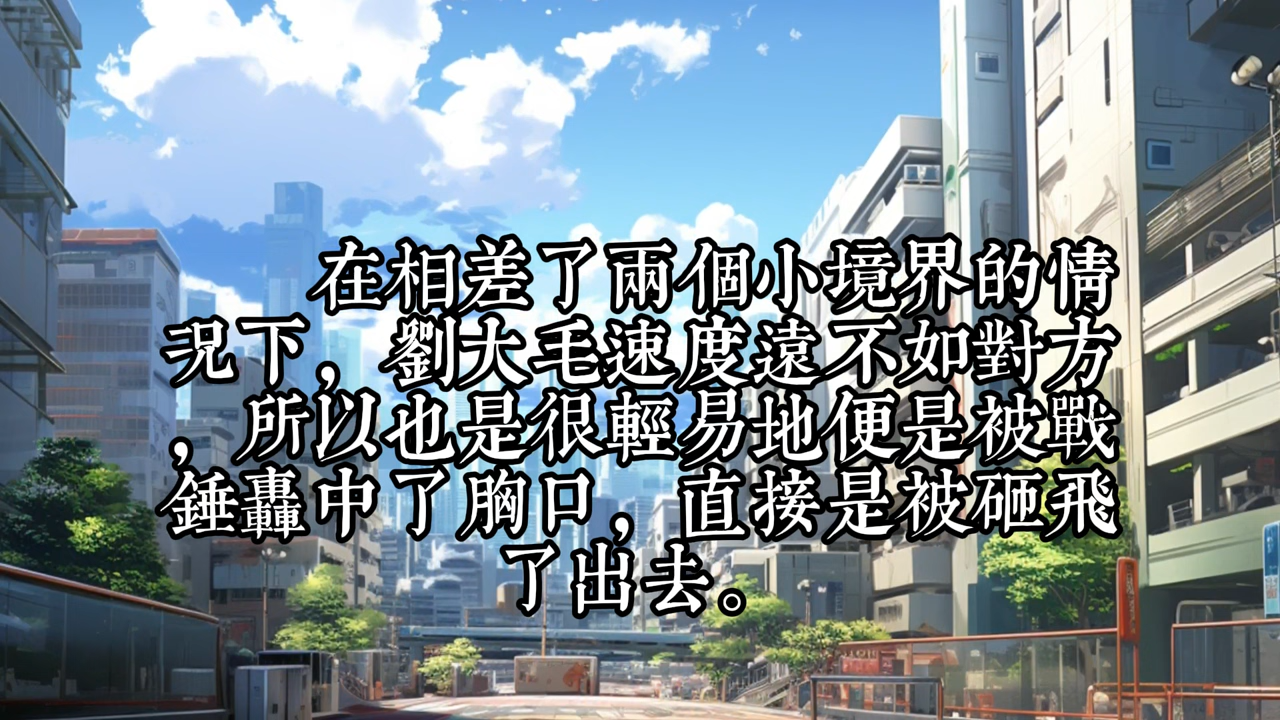 在相差了兩個小境界的情
況下，劉大毛速度遠不如對方
，所以也是很輕易地便是被戰
錘轟中了胸口，直接是被砸飛
了出去。